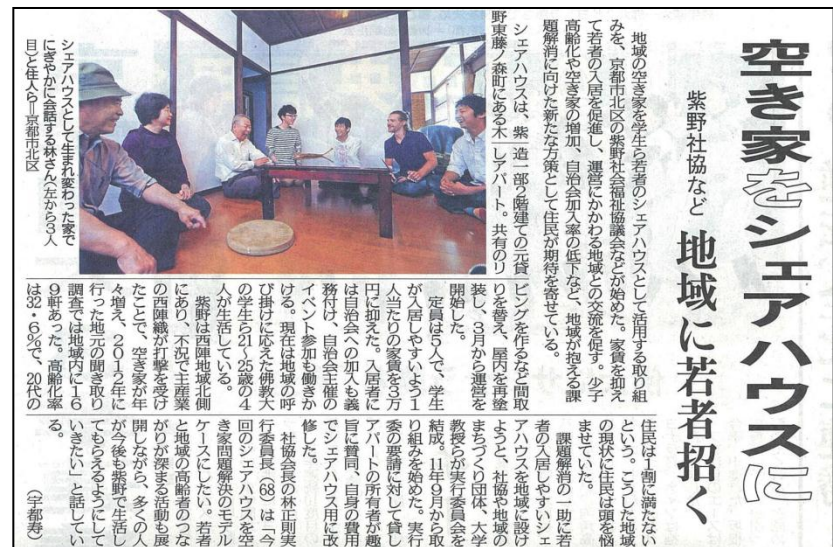 空き家をシェアハウスに
紫野社協など 地域に若者招く
地域の空き家を学生ら若者のシェアハウスとして活用する取り組
みを、京都市北区の紫野社会福祉協議会などが始めた。家賃を抑え
て若者の入居を促進し、運営にかかわる地域との交流を促す。少子
高齢化や空き家の増加、自治会加入率の低下など、地域が抱える課
題解消に向けた新たな方策として住民が期待を寄せている。
シェアハウスは、紫
野東藤ノ森町にある木
造一部2階建ての元貸
しアパート。共有のリ
ビングを作るなど間取
りを替え、屋内を再塗
装し、3月から運営を
開始した。
定員は5人で、学生
が入居しやすいよう1
人当たりの家賃を3万
円に抑えた。入居者に
は自治会への加入も義
務付け、自治会主催の
イベント参加も働きか
ける。現在は地域の呼
び掛けに応えた佛教大
の学生ら21〜25歳の4
人が生活している。
紫野は西陣地域北側
にあり、不況で主産業
の西陣織が打撃を受け
たことで、空き家が年
々増え、2012年に
行った地元の聞き取り
調査では地域内に16
9軒あった。高齢化率
は32・6%で、20代の
住民は1割に満たない
という。こうした地域
の現状に住民は頭を悩
ませていた。
課題解消の一助に若
者の入居しやすいシェ
アハウスを地域に設け
ようと、社協や地域の
まちづくり団体、大学
教授らが実行委員会を
結成。11年9月から取
り組みを始めた。実行
委の要請に対して貸し
アパートの所有者が趣
旨に賛同、自身の費用
でシェアハウス用に改
修した。
社協会長の林正則実
行委員長(68)は「今
回のシェアハウスを空
き家問題解決のモデル
ケースにしたい。若者
と地域の高齢者のつな
がりが深まる活動も展
開しながら、多くの人
が今後も紫野で生活し
てもらえるようにして
いきたい」と話してい
る。
(宇都寿)
シェアハウスとして生まれ変わった家で
にぎやかに会話する林さん(左から3人
目)と住人ら=京都市北区